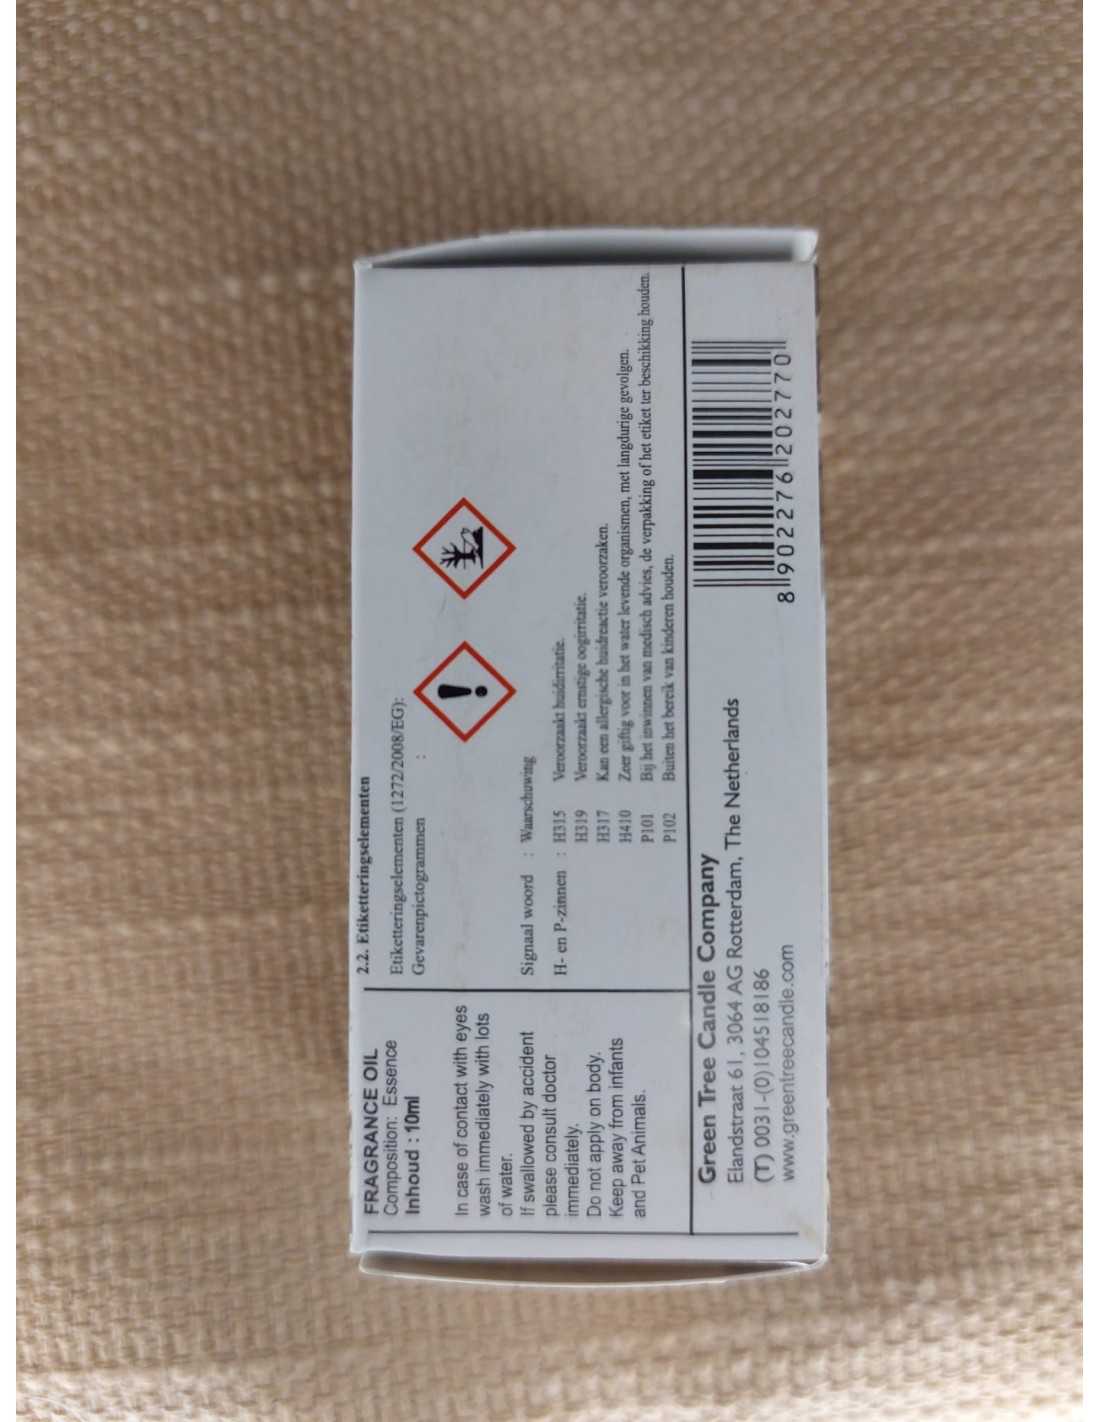 FRAGRANCE OIL
Composition: Essence
Inhoud : 10ml
In case of contact with eyes
wash immediately with lots
of water.
If swallowed by accident
please consult doctor
immediately.
Do not apply on body.
Keep away from infants
and Pet Animals.
2.2. Etiketteringselementen
Etiketteringselementen (1272/2008/EG):
Gevarenpictogrammen :
Signaal woord : Waarschuwing
H- en P-zinnen : H315 Veroorzaakt huidirritatie.
H319 Veroorzaakt ernstige oogirritatie.
H317 Kan een allergische huidreactie veroorzaken.
H410 Zeer giftig voor in het water levende organismen, met langdurige gevolgen.
P101 Bij het inwinnen van medisch advies, de verpakking of het etiket ter beschikking houden.
P102 Buiten het bereik van kinderen houden.
Green Tree Candle Company
Elandstraat 61, 3064 AG Rotterdam, The Netherlands
(T) 0031-(0)104518186
www.greentreecandle.com
8 902276 202770